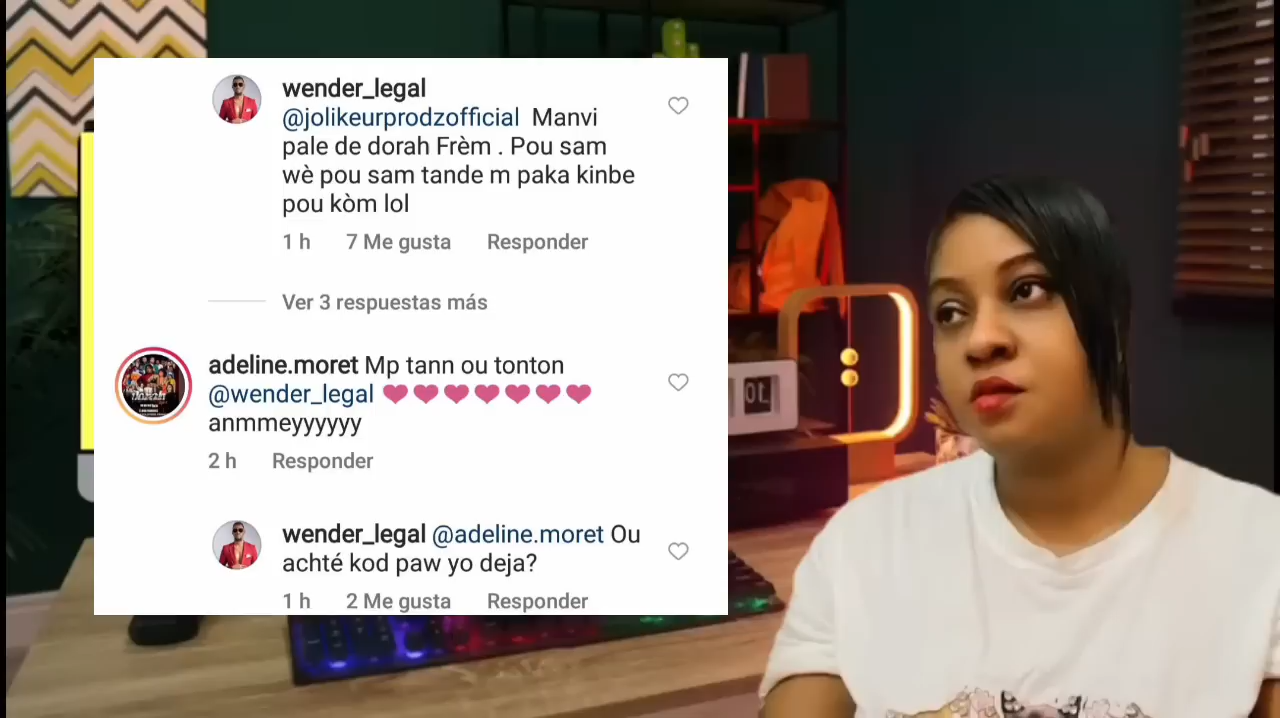 wender_legal
@jolikeurprodzofficial Manvi
pale de dorah Frèm . Pou sam
wè pou sam tande m paka kinbe
pou kòm lol
1 h 7 Me gusta Responder
Ver 3 respuestas más
adeline.moret Mp tann ou tonton
@wender_legal ❤❤❤❤❤❤❤
anmmeyyyyyy
2 h Responder
wender_legal @adeline.moret Ou
achté kod paw yo deja?
1 h 2 Me gusta Responder